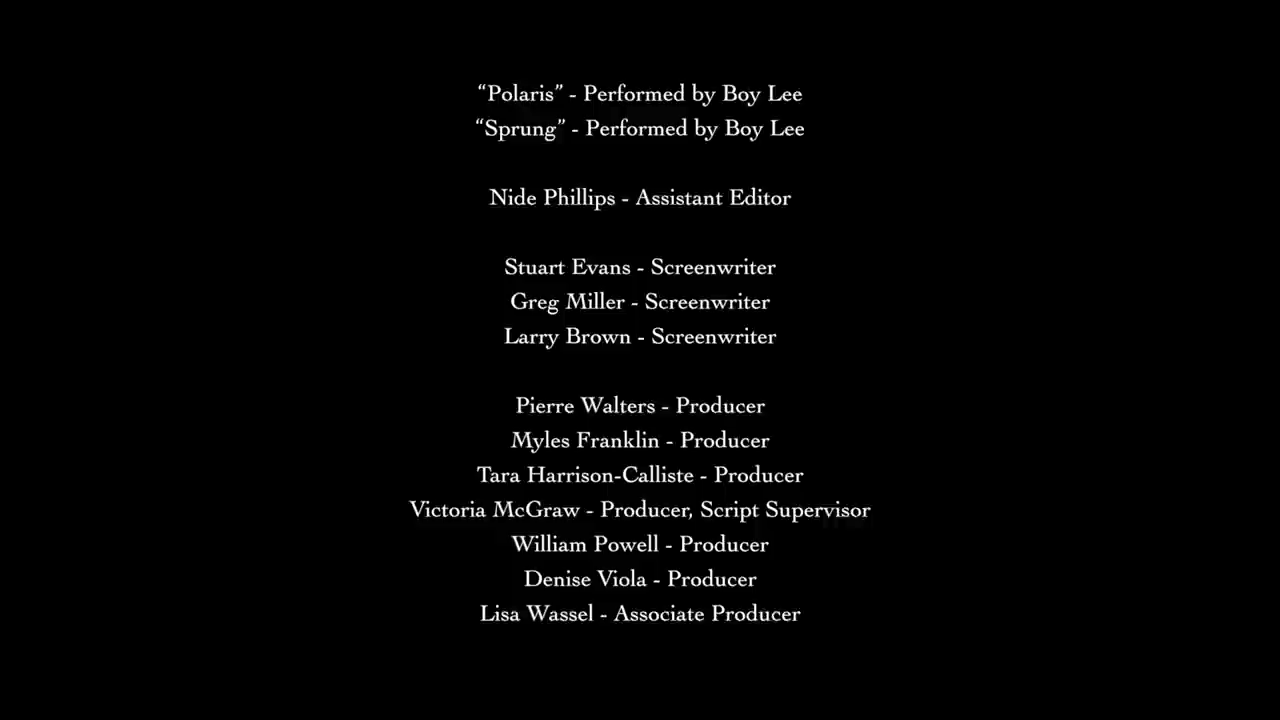 “Polaris” - Performed by Boy Lee
“Sprung” - Performed by Boy Lee
Nide Phillips - Assistant Editor
Stuart Evans - Screenwriter
Greg Miller - Screenwriter
Larry Brown - Screenwriter
Pierre Walters - Producer
Myles Franklin - Producer
Tara Harrison-Calliste - Producer
Victoria McGraw - Producer, Script Supervisor
William Powell - Producer
Denise Viola - Producer
Lisa Wassel - Associate Producer